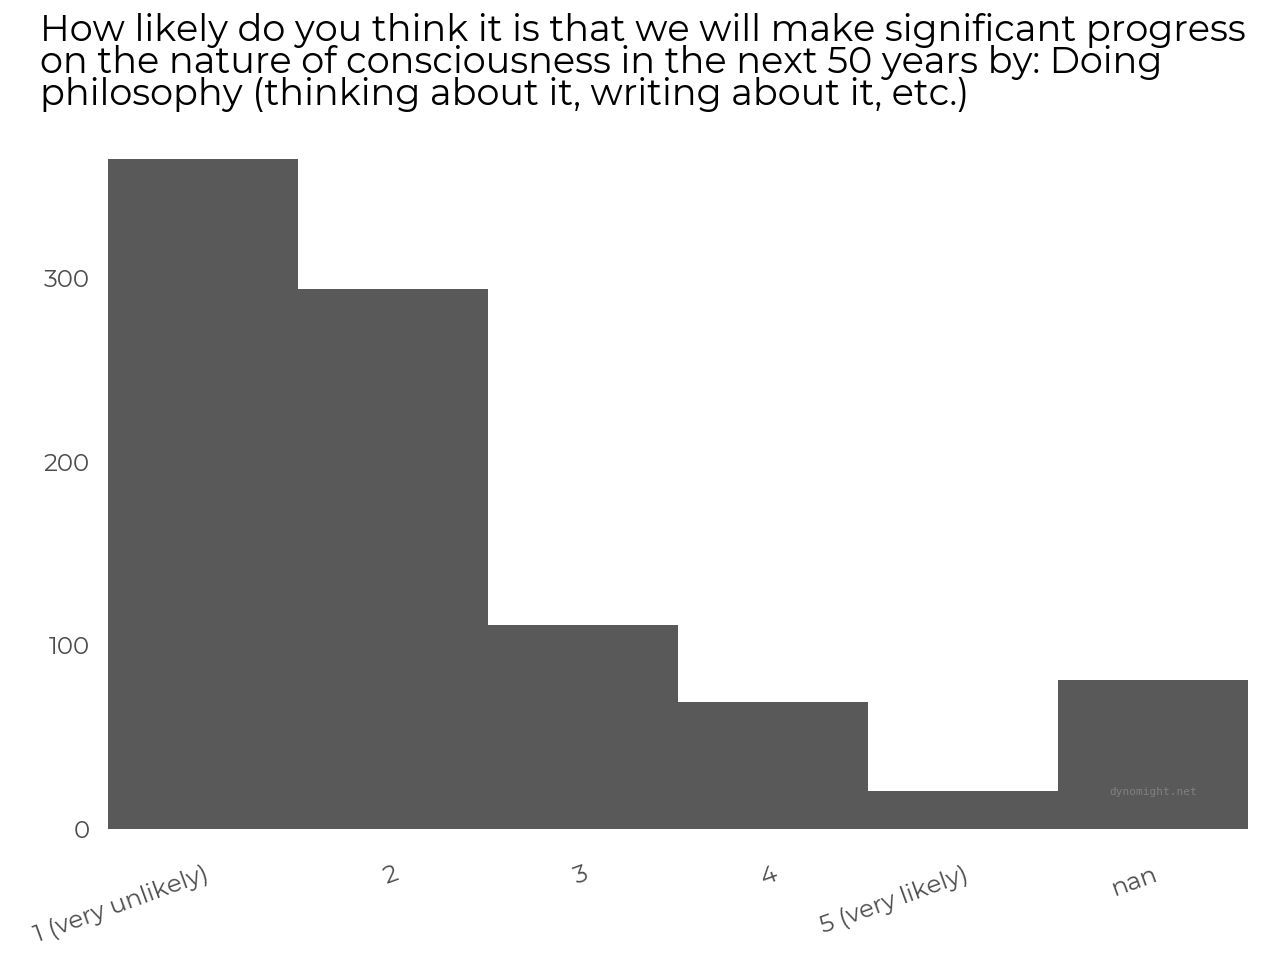 How likely do you think it is that we will make significant progress
on the nature of consciousness in the next 50 years by: Doing
philosophy (thinking about it, writing about it, etc.)
300
200
100
0
1 (very unlikely)
2
3
4
5 (very likely)
nan
dynomight.net